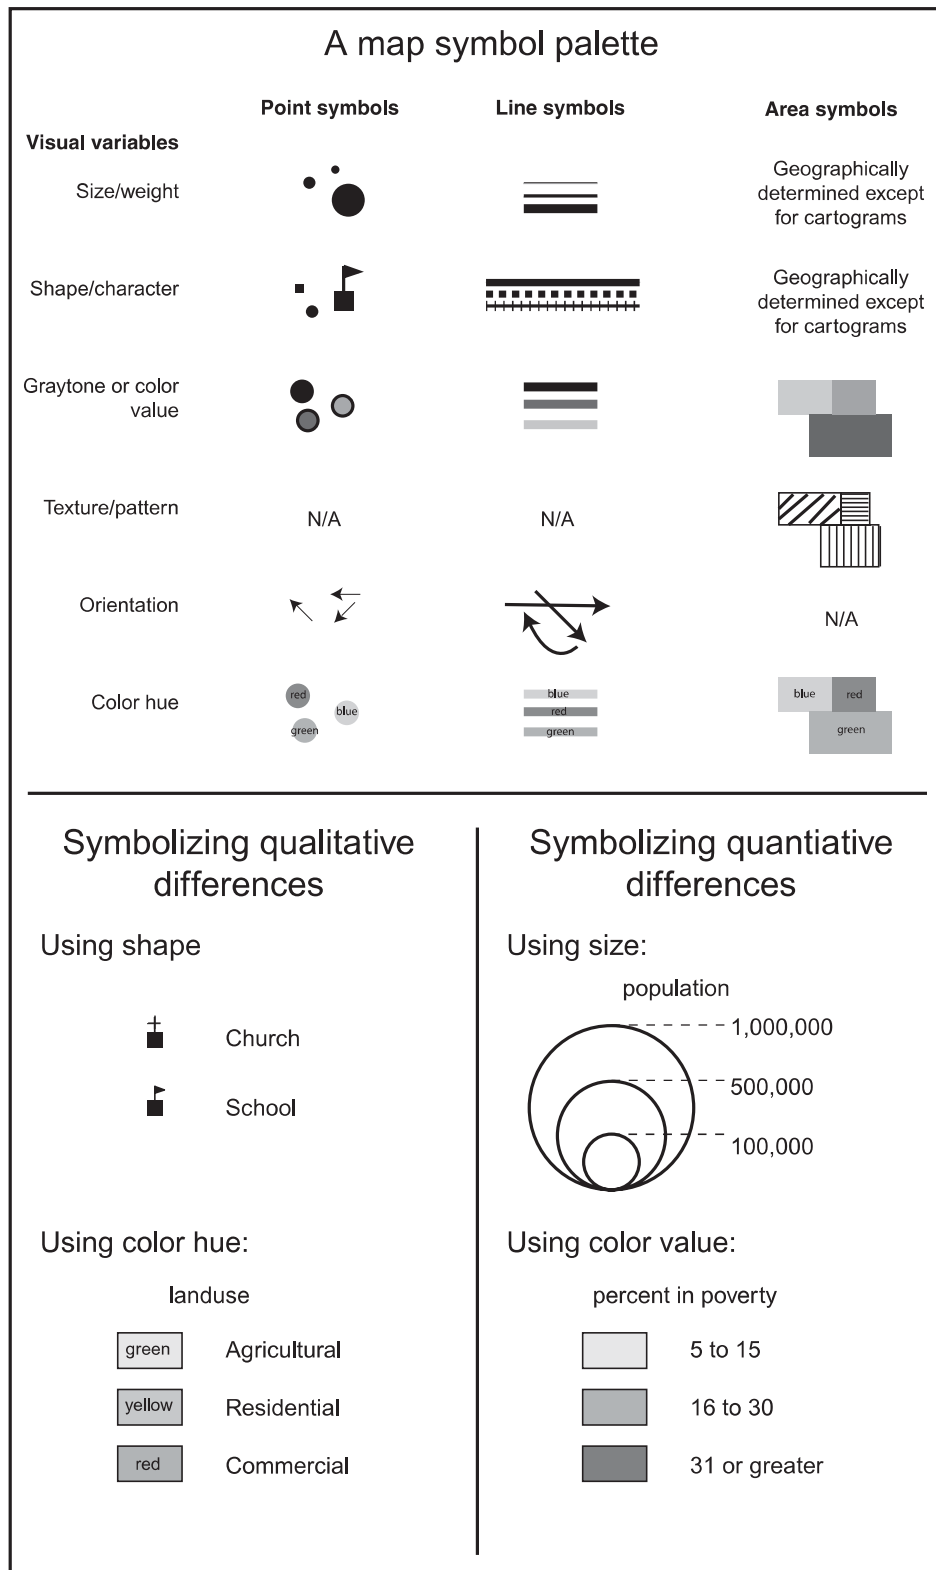 A map symbol palette
Point symbols
Line symbols
Area symbols
Visual variables
Size/weight
Geographically
determined except
for cartograms
Shape/character
Geographically
determined except
for cartograms
Graytone or color
value
Texture/pattern
N/A
N/A
Orientation
N/A
Color hue
red
blue
green
blue
red
green
blue
red
green
Symbolizing qualitative
differences
Using shape
Church
School
Using color hue:
landuse
green
Agricultural
yellow
Residential
red
Commercial
Symbolizing quantiative
differences
Using size:
population
1,000,000
500,000
100,000
Using color value:
percent in poverty
5 to 15
16 to 30
31 or greater